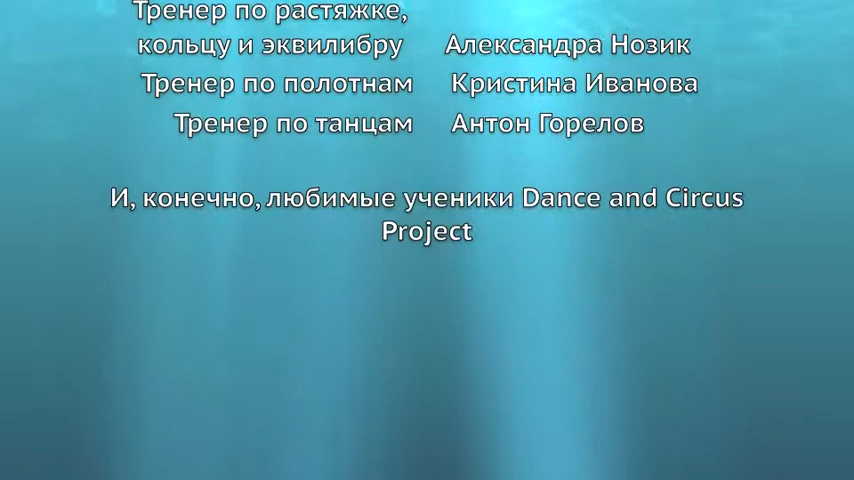 Тренер по растяжке,
кольцу и эквилибру Александра Нозик
Тренер по полотнам Кристина Иванова
Тренер по танцам Антон Горелов
И, конечно, любимые ученики Dance and Circus
Project